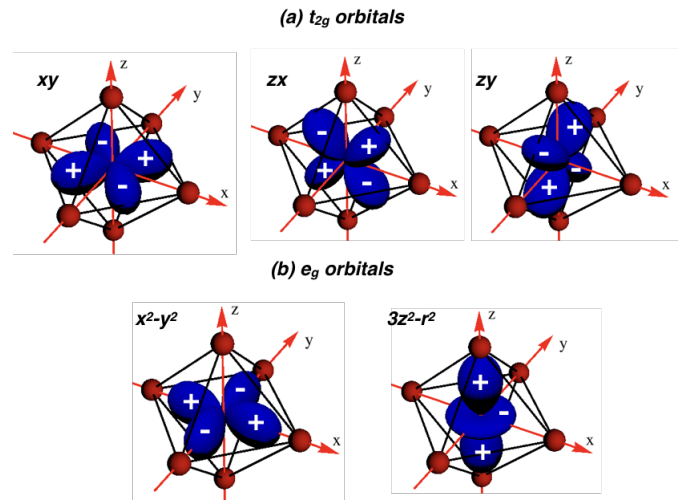 (a) t₂g orbitals
xy
z
y
x
+
-
+
-
zx
z
y
x
-
+
+
-
zy
z
y
x
+
-
-
+
(b) eg orbitals
x²-y²
z
y
x
+
-
-
+
3z²-r²
z
y
x
+
-
+